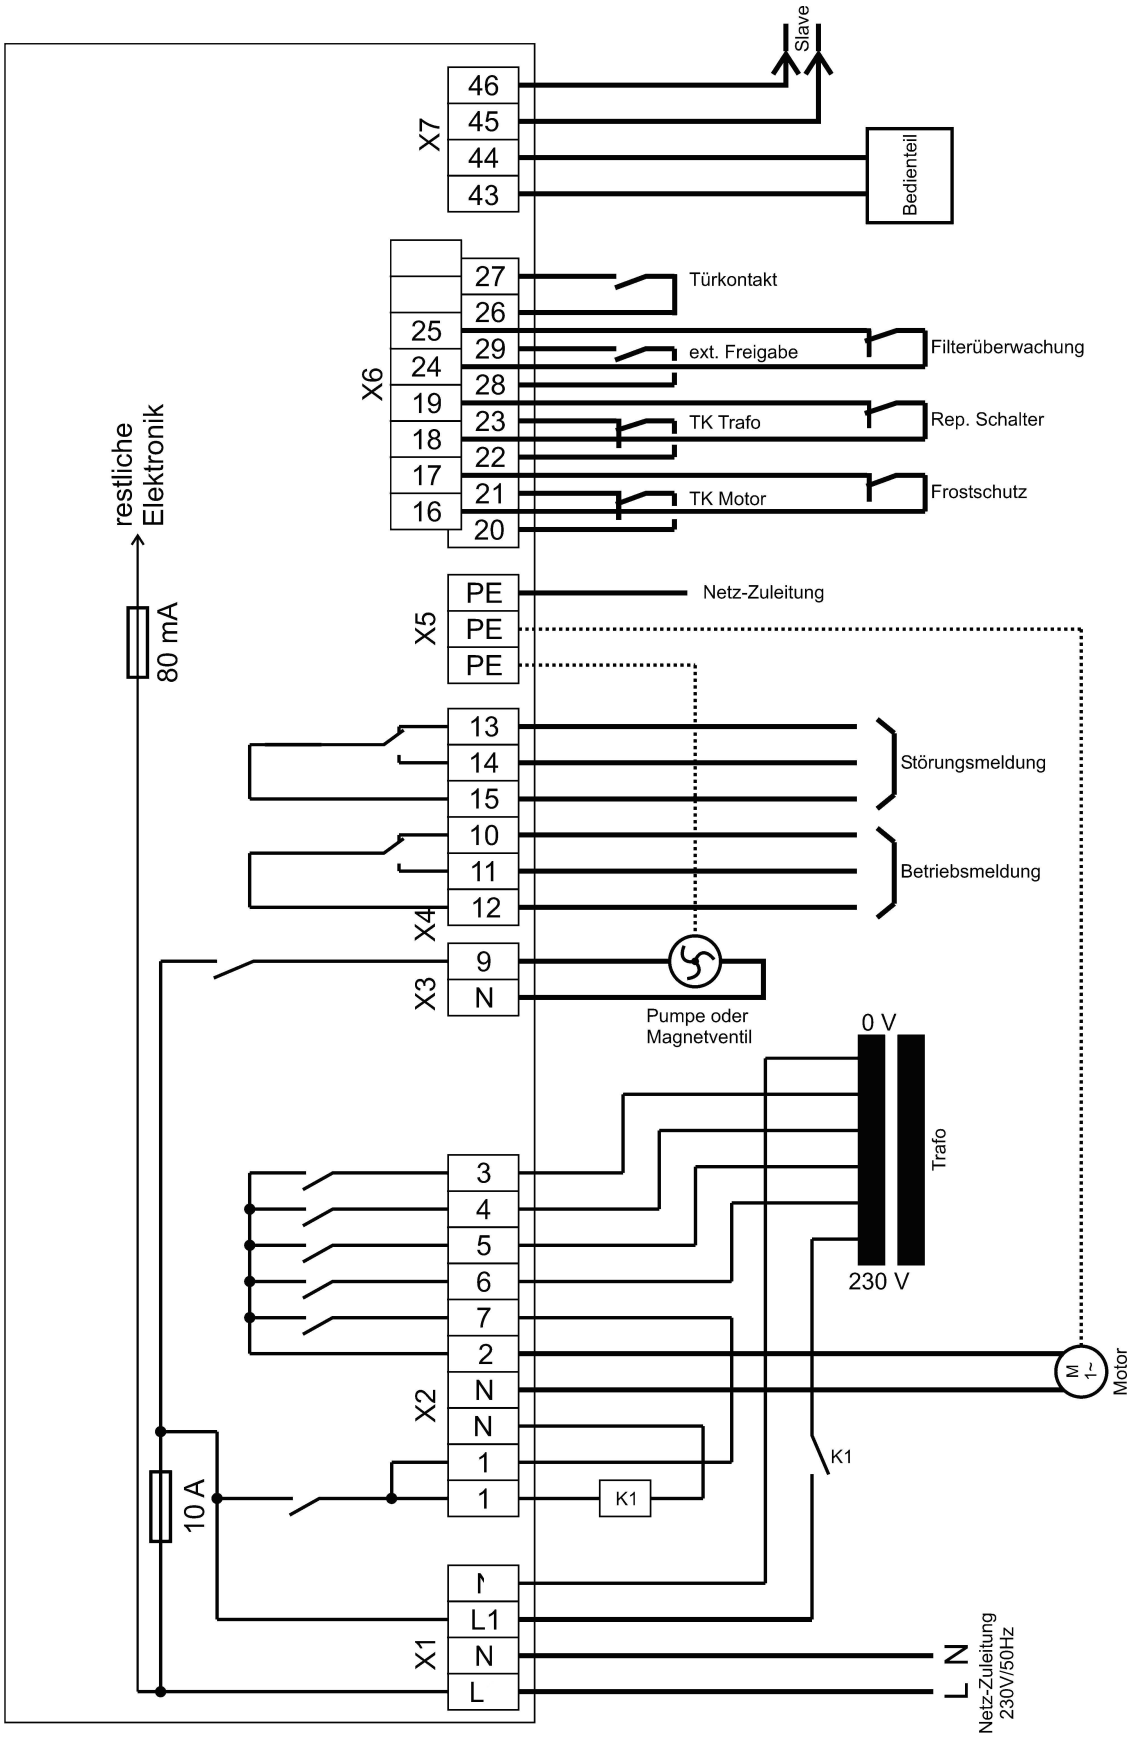 Slave
46
45
44
43
X7
Bedienteil
27
26
25
29
24
28
19
23
18
22
17
21
16
20
X6
Türkontakt
ext. Freigabe
Filterüberwachung
TK Trafo
Rep. Schalter
TK Motor
Frostschutz
restliche
Elektronik
80 mA
PE
PE
PE
X5
Netz-Zuleitung
13
14
15
10
11
12
X4
Störungsmeldung
Betriebsmeldung
9
N
X3
Pumpe oder
Magnetventil
0 V
Trafo
230 V
3
4
5
6
7
2
N
N
1
1
X2
M
1~
Motor
K1
K1
10 A
L1
N
L
X1
L N
Netz-Zuleitung
230V/50Hz